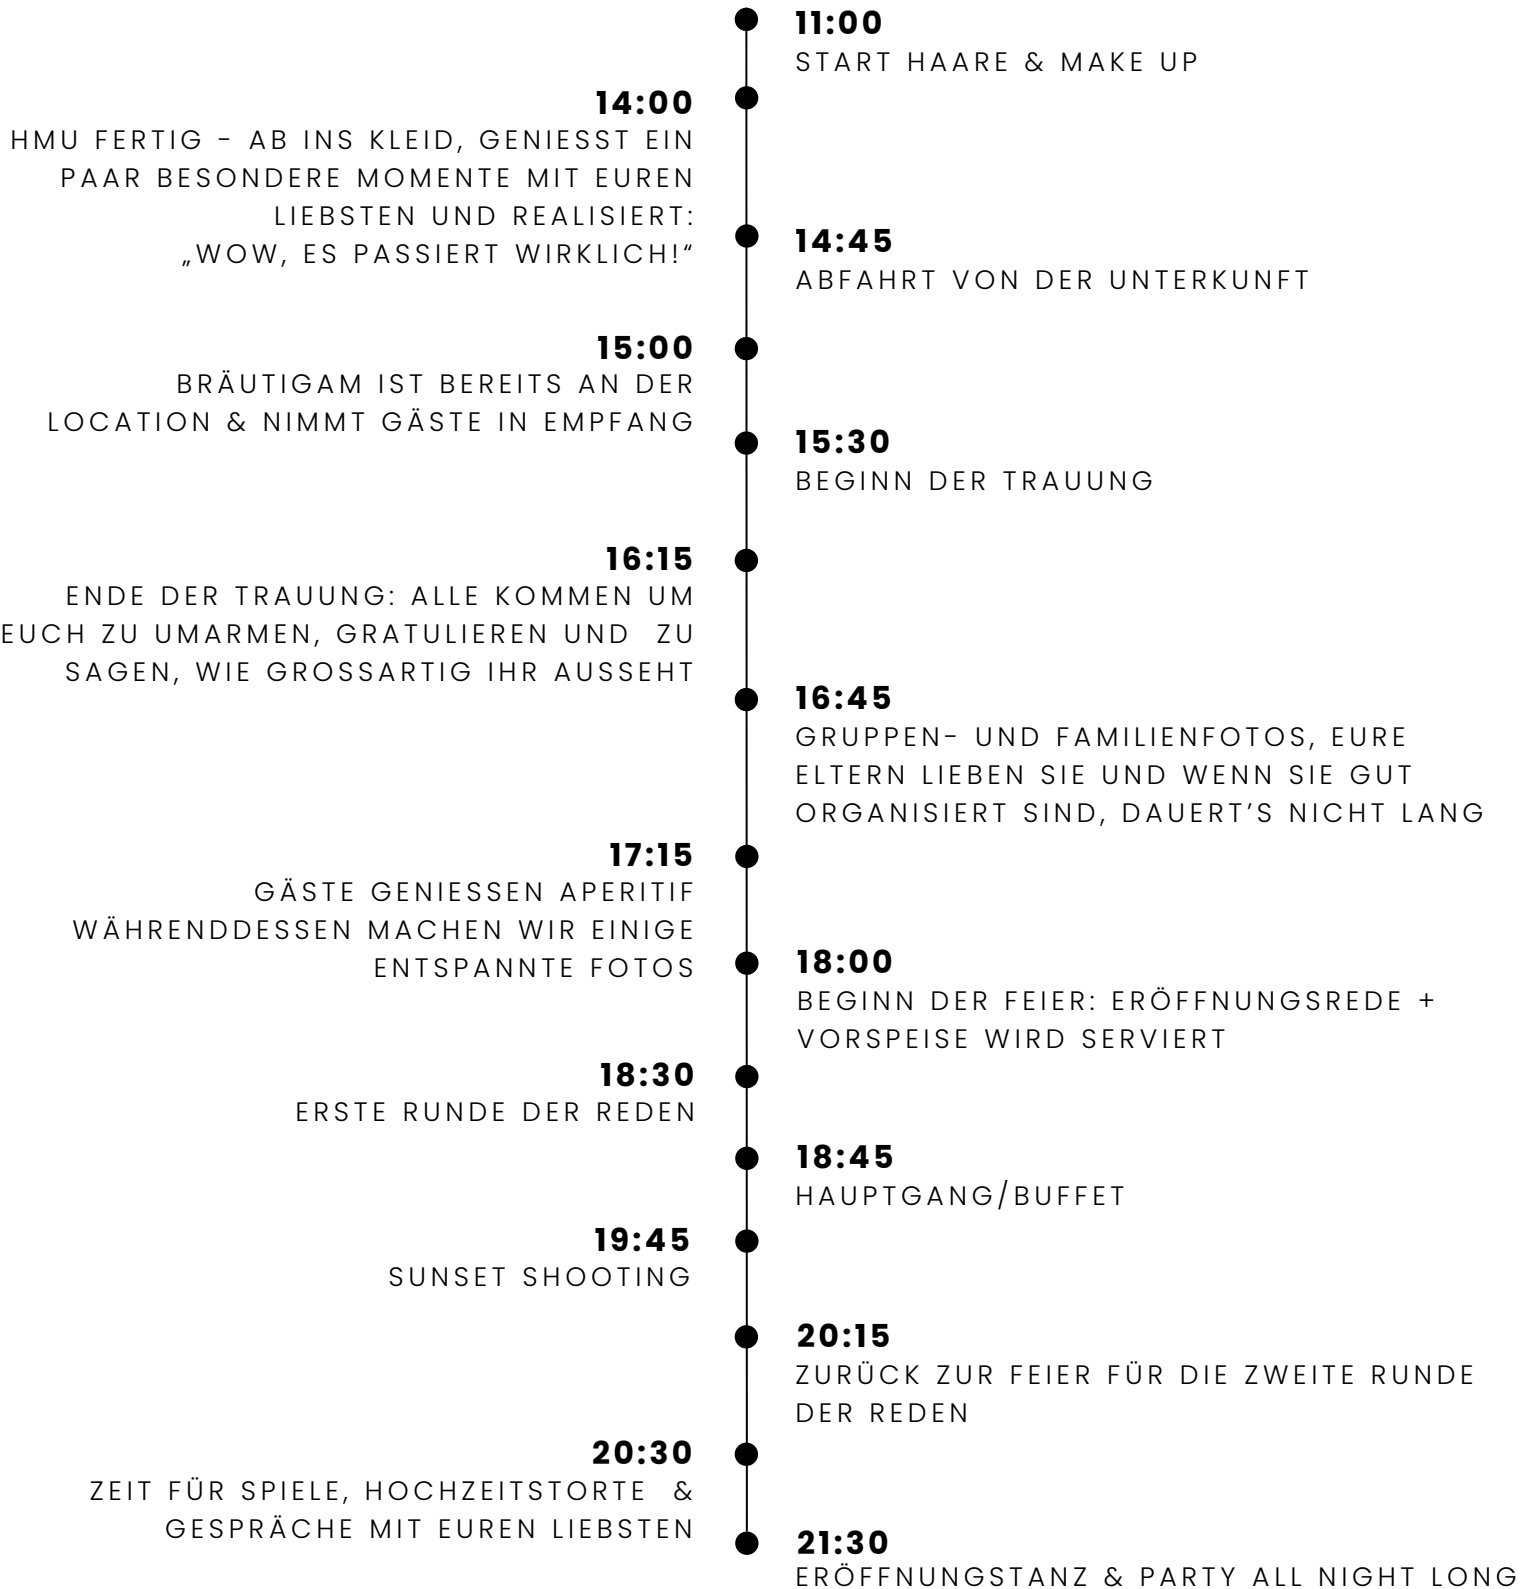 11:00
START HAARE & MAKE UP
14:00
HMU FERTIG - AB INS KLEID, GENIESST EIN
PAAR BESONDERE MOMENTE MIT EUREN
LIEBSTEN UND REALISIERT:
„WOW, ES PASSIERT WIRKLICH!“
14:45
ABFAHRT VON DER UNTERKUNFT
15:00
BRÄUTIGAM IST BEREITS AN DER
LOCATION & NIMMT GÄSTE IN EMPFANG
15:30
BEGINN DER TRAUUNG
16:15
ENDE DER TRAUUNG: ALLE KOMMEN UM
EUCH ZU UMARMEN, GRATULIEREN UND ZU
SAGEN, WIE GROSSARTIG IHR AUSSEHT
16:45
GRUPPEN- UND FAMILIENFOTOS, EURE
ELTERN LIEBEN SIE UND WENN SIE GUT
ORGANISIERT SIND, DAUERT’S NICHT LANG
17:15
GÄSTE GENIESSEN APERITIF
WÄHRENDDESSEN MACHEN WIR EINIGE
ENTSPANNTE FOTOS
18:00
BEGINN DER FEIER: ERÖFFNUNGSREDE +
VORSPEISE WIRD SERVIERT
18:30
ERSTE RUNDE DER REDEN
18:45
HAUPTGANG/BUFFET
19:45
SUNSET SHOOTING
20:15
ZURÜCK ZUR FEIER FÜR DIE ZWEITE RUNDE
DER REDEN
20:30
ZEIT FÜR SPIELE, HOCHZEITSTORTE &
GESPRÄCHE MIT EUREN LIEBSTEN
21:30
ERÖFFNUNGSTANZ & PARTY ALL NIGHT LONG